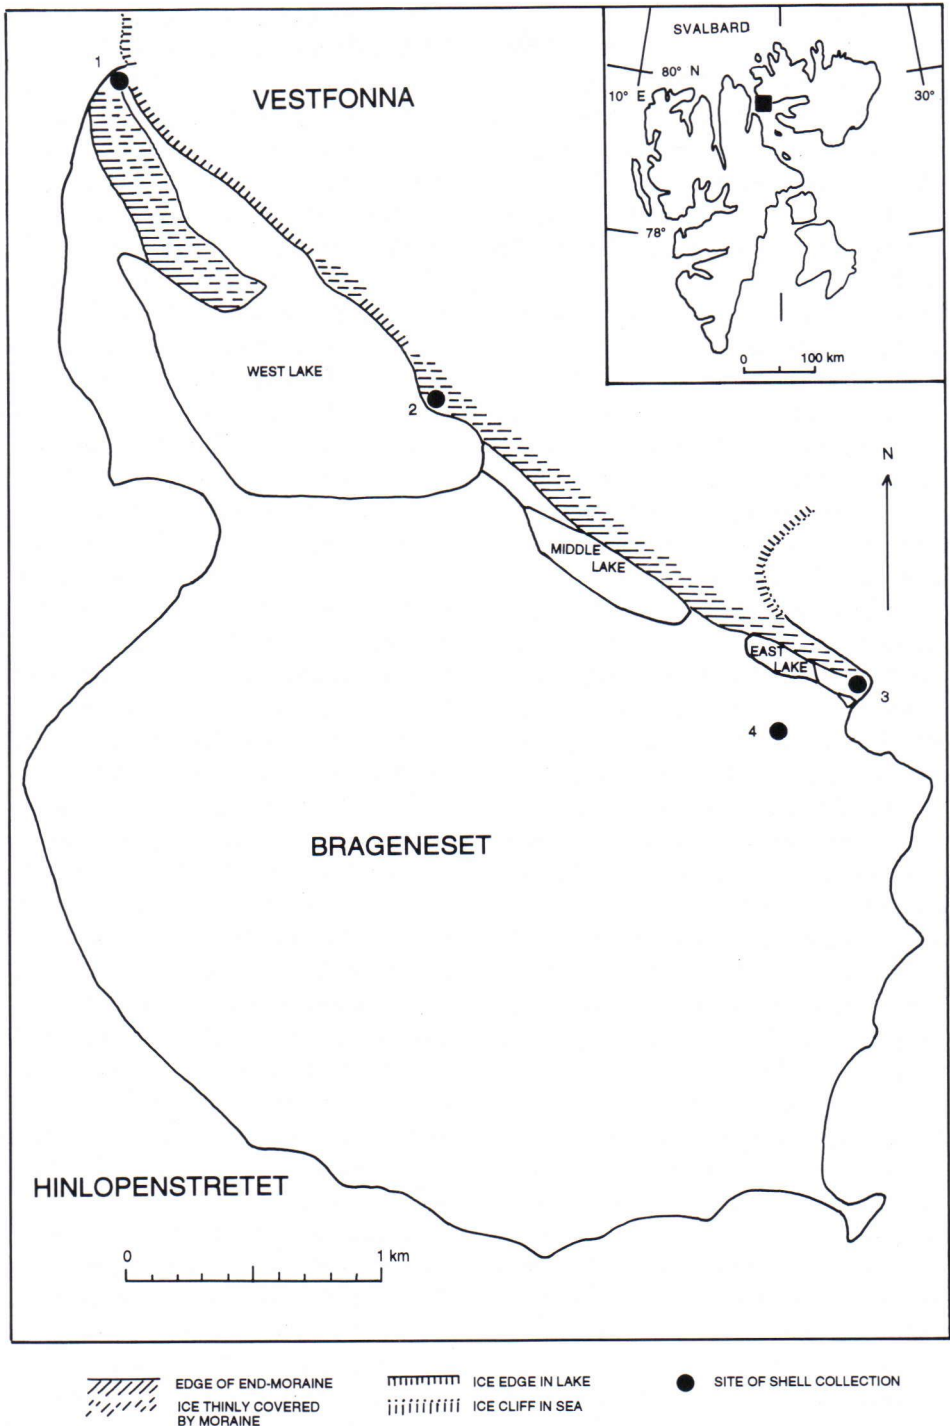 SVALBARD
80° N
10° E
30°
78°
0 100 km
1
VESTFONNA
WEST LAKE
2
N
MIDDLE
LAKE
EAST
LAKE
3
4
BRAGENESET
HINLOPENSTRETET
0 1 km
EDGE OF END-MORAINE
ICE THINLY COVERED
BY MORAINE
ICE EDGE IN LAKE
ICE CLIFF IN SEA
SITE OF SHELL COLLECTION